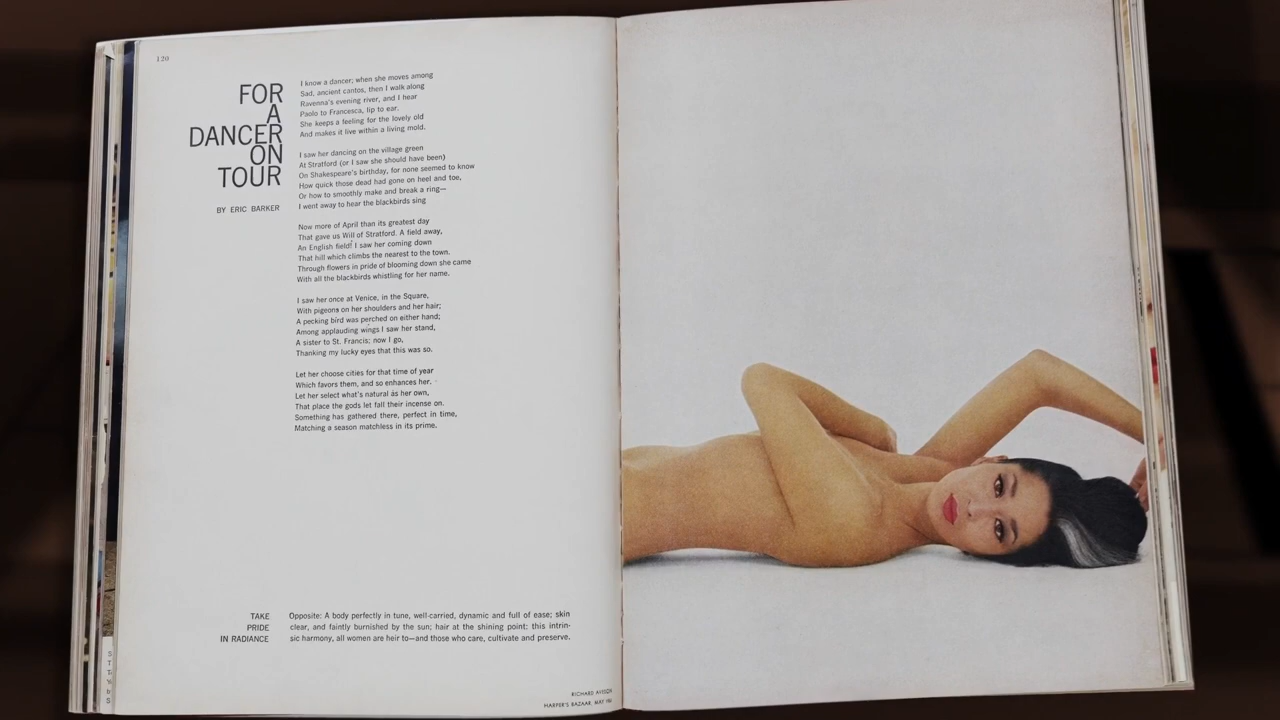 120
FOR
A
DANCER
ON
TOUR
BY ERIC BARKER
I know a dancer; when she moves among
Sad, ancient cantos, then I walk along
Ravenna's evening river, and I hear
Paolo to Francesca, lip to ear.
She keeps a feeling for the lovely old
And makes it live within a living mold.
I saw her dancing on the village green
At Stratford (or I saw she should have been)
On Shakespeare's birthday, for none seemed to know
How quick those dead had gone on heel and toe,
Or how to smoothly make and break a ring—
I went away to hear the blackbirds sing
Now more of April than its greatest day
That gave us Will of Stratford. A field away,
An English field! I saw her coming down
That hill which climbs the nearest to the town.
Through flowers in pride of blooming down she came
With all the blackbirds whistling for her name.
I saw her once at Venice, in the Square,
With pigeons on her shoulders and her hair;
A pecking bird was perched on either hand;
Among applauding wings I saw her stand,
A sister to St. Francis; now I go,
Thanking my lucky eyes that this was so.
Let her choose cities for that time of year
Which favors them, and so enhances her.
Let her select what's natural as her own,
That place the gods let fall their incense on.
Something has gathered there, perfect in time,
Matching a season matchless in its prime.
TAKE
PRIDE
IN RADIANCE
Opposite: A body perfectly in tune, well-carried, dynamic and full of ease; skin
clear, and faintly burnished by the sun; hair at the shining point: this intrin-
sic harmony, all women are heir to—and those who care, cultivate and preserve.
RICHARD AVEDON
HARPER'S BAZAAR, MAY